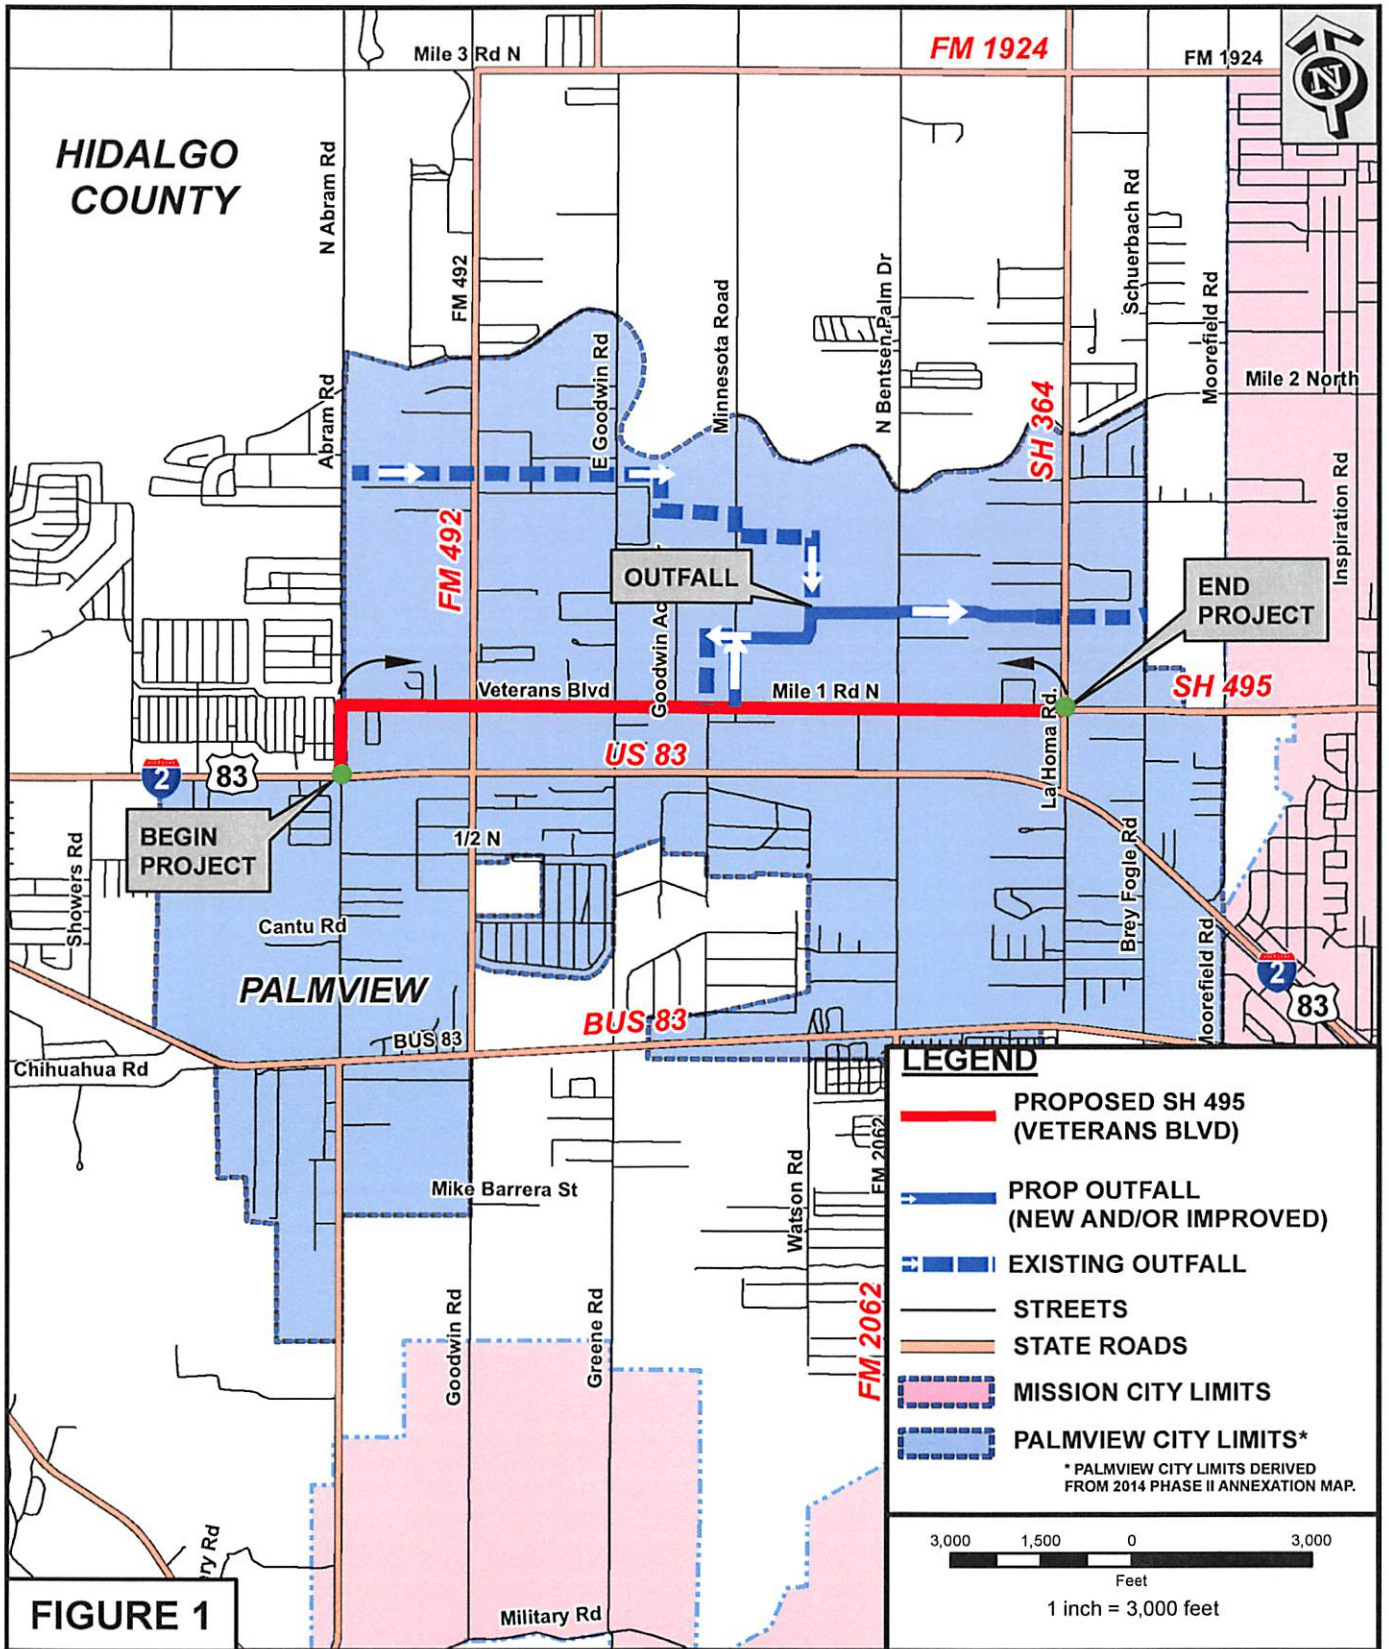 Mile 3 Rd N
FM 1924
FM 1924
N
HIDALGO
COUNTY
N Abram Rd
FM 492
Schuerbach Rd
N Bentsen Palm Dr
Moorefield Rd
Minnesota Road
E Goodwin Rd
Mile 2 North
Abram Rd
SH 364
Inspiration Rd
FM 492
OUTFALL
END
PROJECT
Goodwin Ac
SH 495
Veterans Blvd
Mile 1 Rd N
La Homa Rd.
US 83
2
83
BEGIN
PROJECT
1/2 N
Showers Rd
Brey Fogle Rd
Cantu Rd
Moorefield Rd
2
83
PALMVIEW
BUS 83
BUS 83
Chihuahua Rd
Mike Barrera St
Watson Rd
FM 2062
FM 2062
Goodwin Rd
Greene Rd
ery Rd
Military Rd
FIGURE 1
LEGEND
PROPOSED SH 495
(VETERANS BLVD)
PROP OUTFALL
(NEW AND/OR IMPROVED)
EXISTING OUTFALL
STREETS
STATE ROADS
MISSION CITY LIMITS
PALMVIEW CITY LIMITS*
* PALMVIEW CITY LIMITS DERIVED
FROM 2014 PHASE II ANNEXATION MAP.
3,000 1,500 0 3,000
Feet
1 inch = 3,000 feet